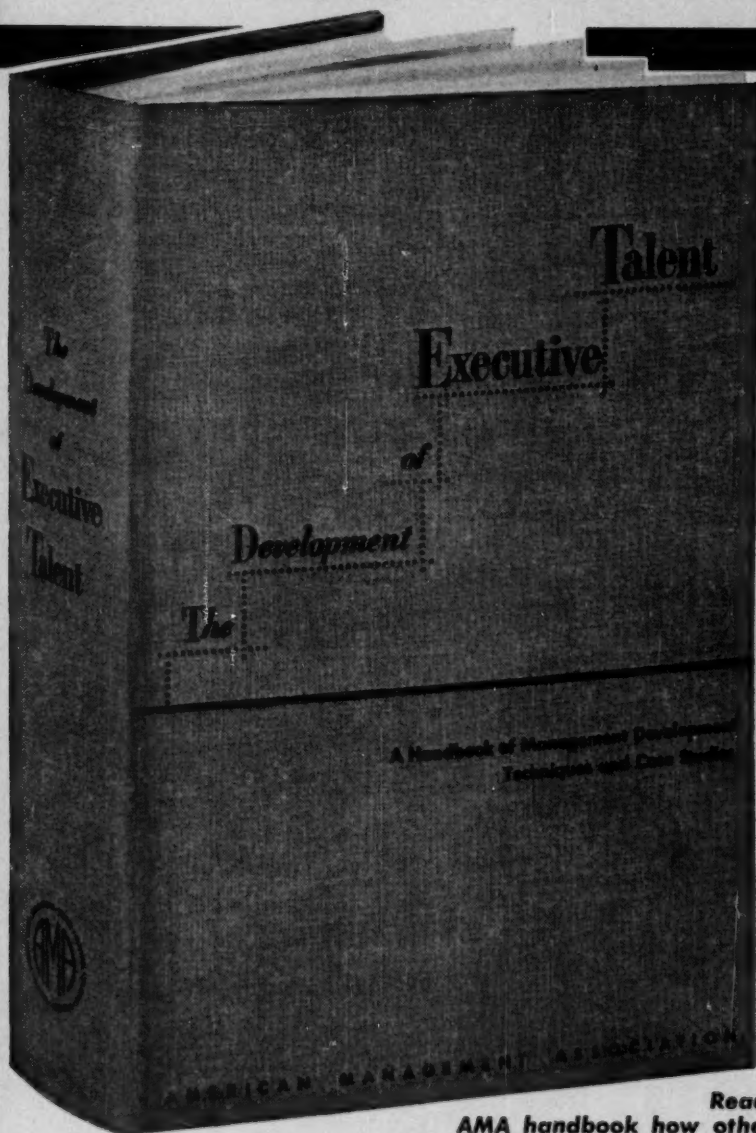 The
Development
of
Executive
Talent
AMA
The
Development
of
Executive
Talent
A Handbook of Management Development
Techniques and Case Studies
AMERICAN MANAGEMENT ASSOCIATION
Read
AMA handbook how othe